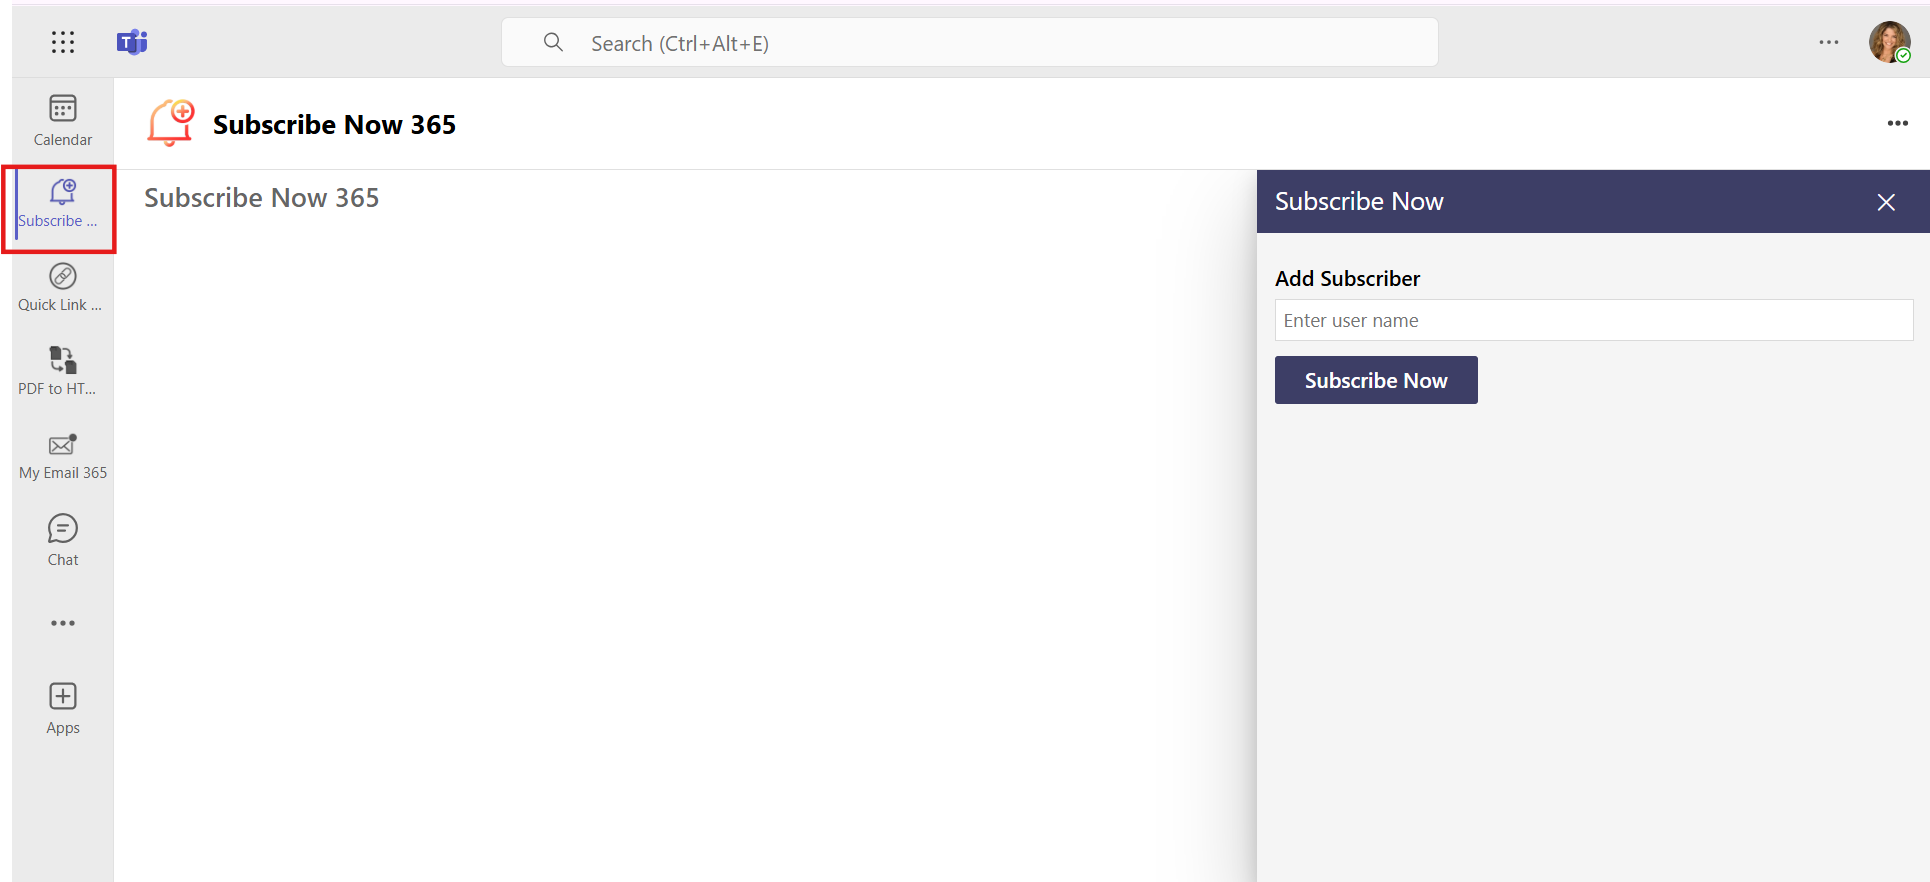 Search (Ctrl+Alt+E)
Calendar
Subscribe ...
Quick Link ...
PDF to HT...
My Email 365
Chat
Apps
Subscribe Now 365
Subscribe Now 365
Subscribe Now
Add Subscriber
Enter user name
Subscribe Now